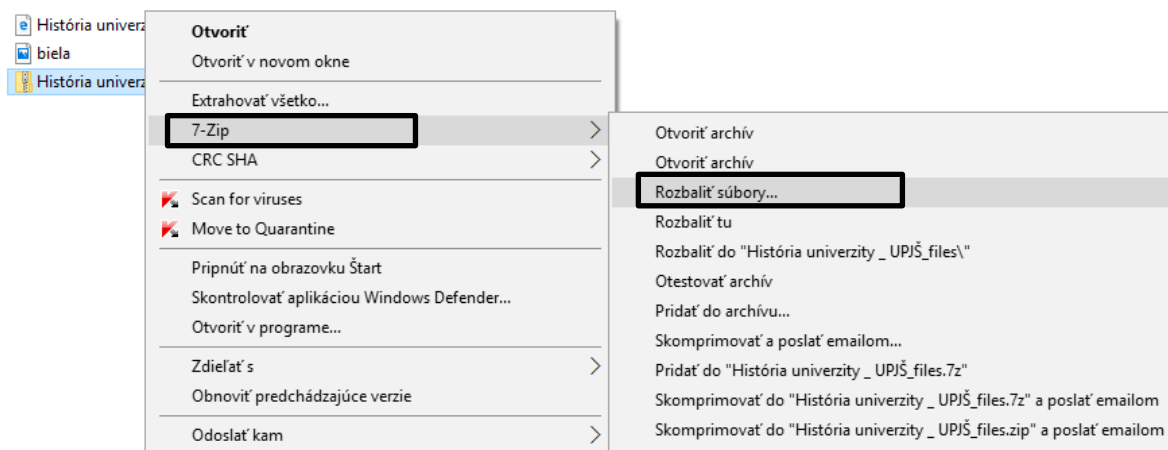 História univerz
biela
História univerz
Otvoriť
Otvoriť v novom okne
Extrahovať všetko...
7-Zip
CRC SHA
Scan for viruses
Move to Quarantine
Pripnúť na obrazovku Štart
Skontrolovať aplikáciou Windows Defender...
Otvoriť v programe...
Zdieľať s
Obnoviť predchádzajúce verzie
Odoslať kam
Otvoriť archív
Otvoriť archív
Rozbaliť súbory...
Rozbaliť tu
Rozbaliť do "História univerzity _ UPJŠ_files\"
Otestovať archív
Pridať do archívu...
Skomprimovať a poslať emailom...
Pridať do "História univerzity _ UPJŠ_files.7z"
Skomprimovať do "História univerzity _ UPJŠ_files.7z" a poslať emailom
Skomprimovať do "História univerzity _ UPJŠ_files.zip" a poslať emailom